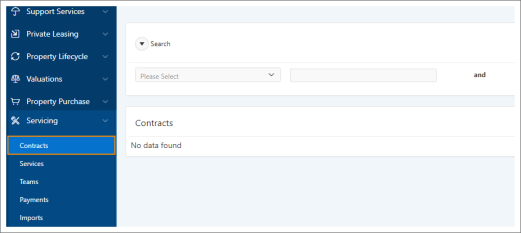 Support Services
Private Leasing
Property Lifecycle
Valuations
Property Purchase
Servicing
Contracts
Services
Teams
Payments
Imports
Search
Please Select
and
Contracts
No data found